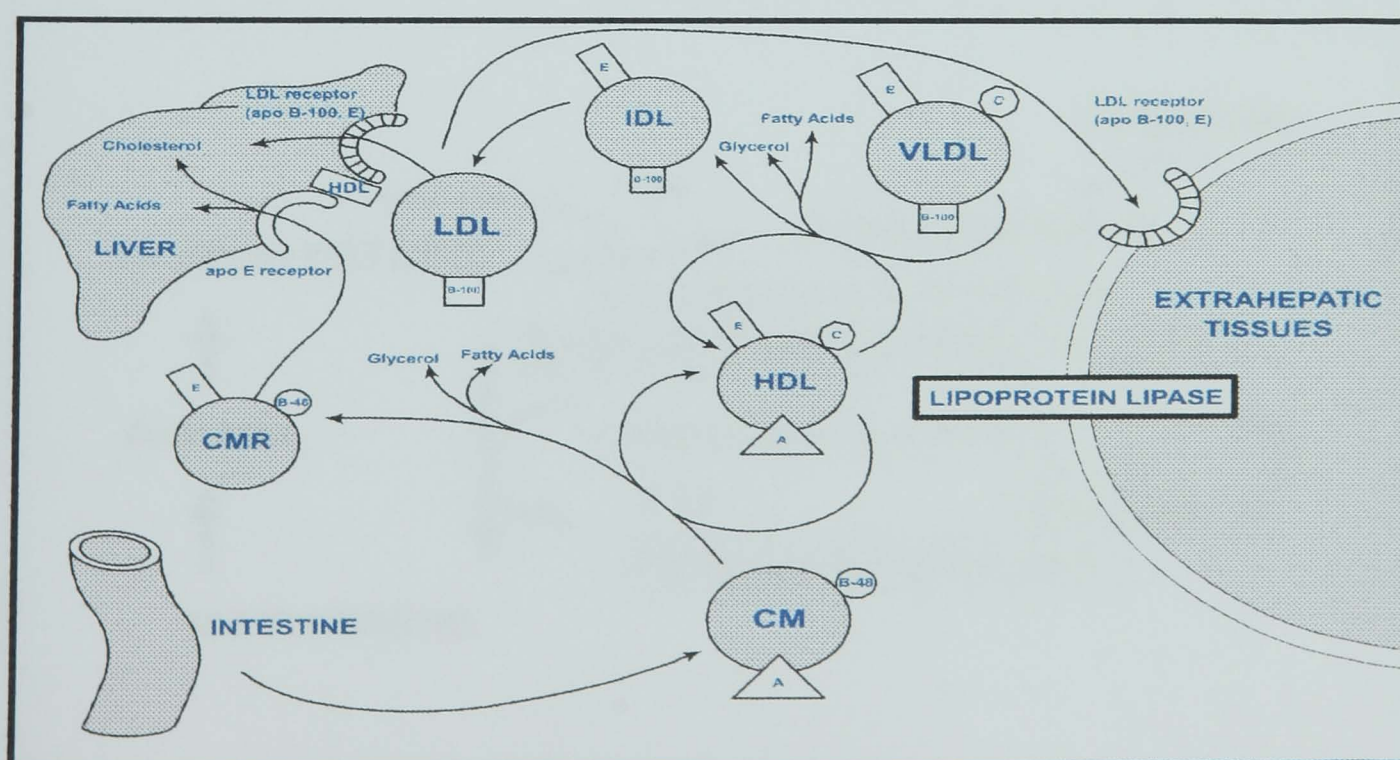 LDL receptor
(apo B-100, E)
Cholesterol
HDL
Fatty Acids
LIVER
apo E receptor
E
IDL
B-100
LDL
B-100
Fatty Acids
Glycerol
E
C
VLDL
B-100
LDL receptor
(apo B-100, E)
EXTRAHEPATIC
TISSUES
E
C
HDL
A
LIPOPROTEIN LIPASE
Glycerol
Fatty Acids
E
B-48
CMR
INTESTINE
B-48
CM
A